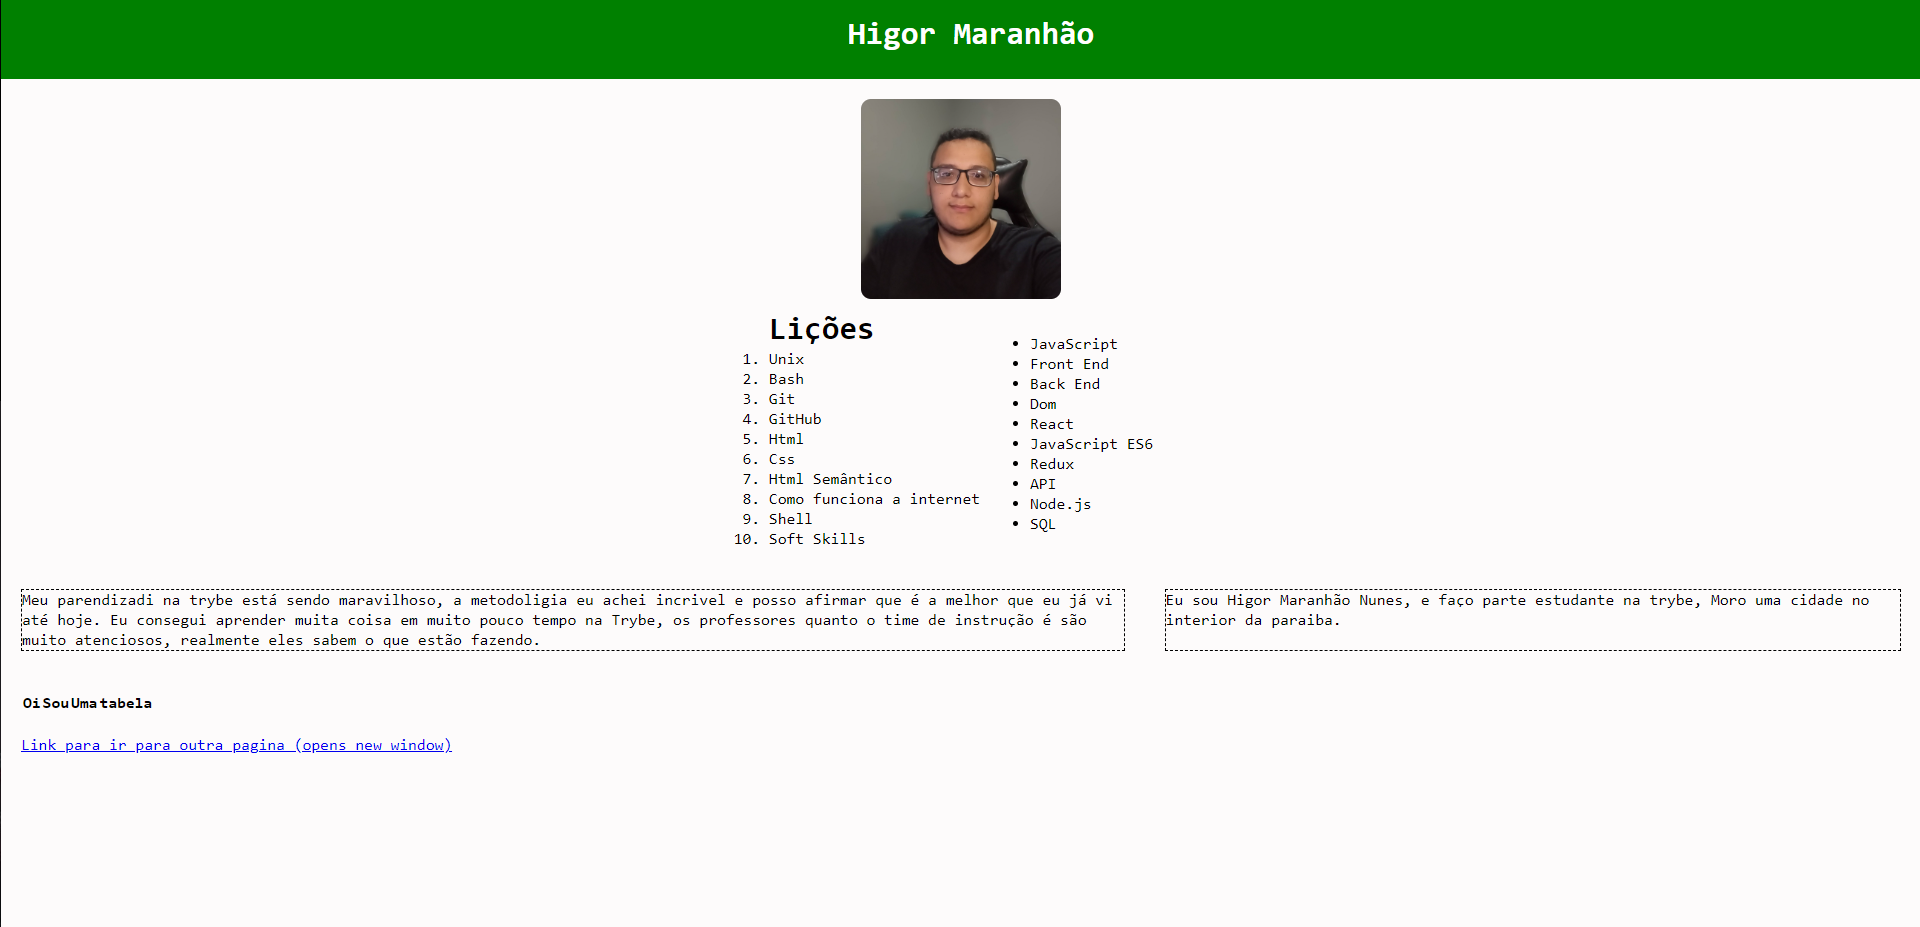 Higor Maranhão
Lições
1. Unix
2. Bash
3. Git
4. GitHub
5. Html
6. Css
7. Html Semântico
8. Como funciona a internet
9. Shell
10. Soft Skills
• JavaScript
• Front End
• Back End
• Dom
• React
• JavaScript ES6
• Redux
• API
• Node.js
• SQL
Meu parendizadi na trybe está sendo maravilhoso, a metodoligia eu achei incrivel e posso afirmar que é a melhor que eu já vi
até hoje. Eu consegui aprender muita coisa em muito pouco tempo na Trybe, os professores quanto o time de instrução é são
muito atenciosos, realmente eles sabem o que estão fazendo.
Eu sou Higor Maranhão Nunes, e faço parte estudante na trybe, Moro uma cidade no
interior da paraiba.
Oi Sou Uma tabela
Link para ir para outra pagina (opens new window)